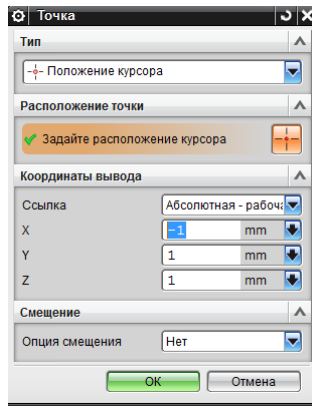 Точка
Тип
Положение курсора
Расположение точки
Задайте расположение курсора
Координаты вывода
Ссылка Абсолютная - рабоча
X -1 mm
Y 1 mm
Z 1 mm
Смещение
Опция смещения Нет
ОК Отмена